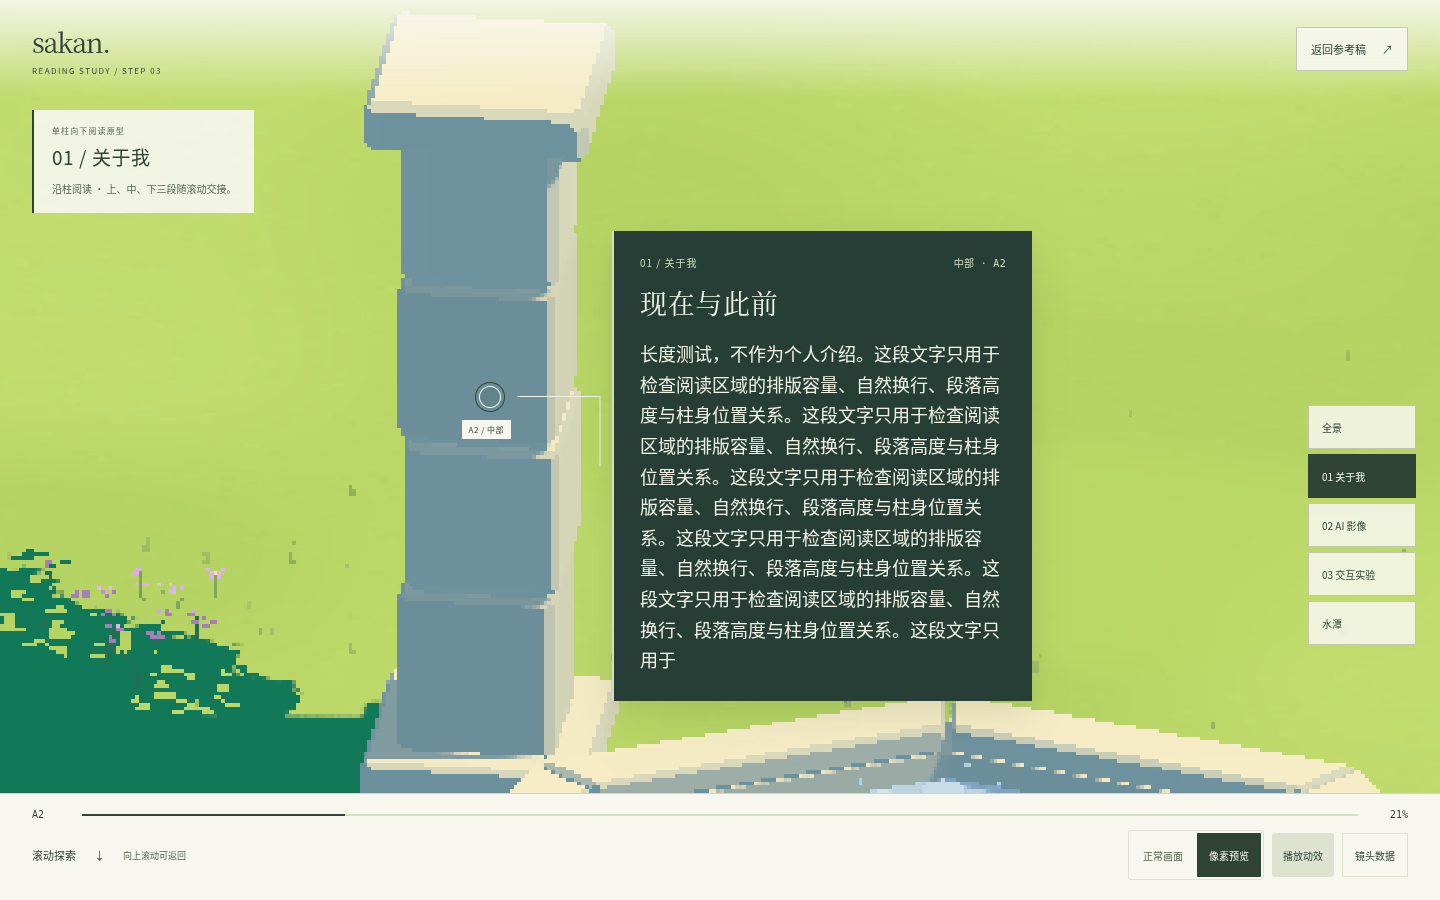 sakan.
READING STUDY / STEP 03
返回参考稿 ↗
单柱向下阅读原型
01 / 关于我
沿柱阅读 · 上、中、下三段随滚动交接。
01 / 关于我
中部 · A2
现在与此前
长度测试，不作为个人介绍。这段文字只用于
检查阅读区域的排版容量、自然换行、段落高
度与柱身位置关系。这段文字只用于检查阅读
区域的排版容量、自然换行、段落高度与柱身
位置关系。这段文字只用于检查阅读区域的排
版容量、自然换行、段落高度与柱身位置关
系。这段文字只用于检查阅读区域的排版容
量、自然换行、段落高度与柱身位置关系。这
段文字只用于检查阅读区域的排版容量、自然
换行、段落高度与柱身位置关系。这段文字只
用于
A2 / 中部
全景
01 关于我
02 AI 影像
03 交互实验
水潭
A2
21%
滚动探索 ↓ 向上滚动可返回
正常画面
像素预览
播放动效
镜头数据